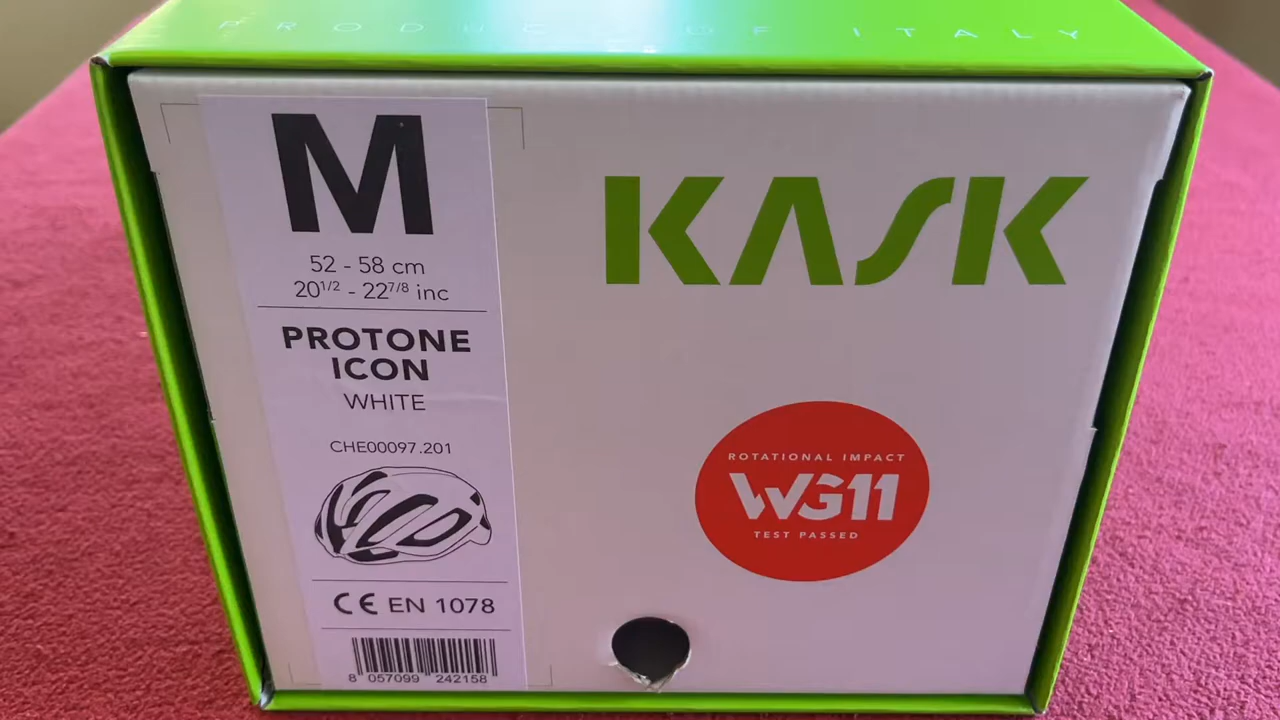 PRODUCT OF ITALY
M
52 - 58 cm
20 1/2 - 22 7/8 inc
PROTONE
ICON
WHITE
CHE00097.201
CE EN 1078
8 057099 242158
KASK
ROTATIONAL IMPACT
WG11
TEST PASSED